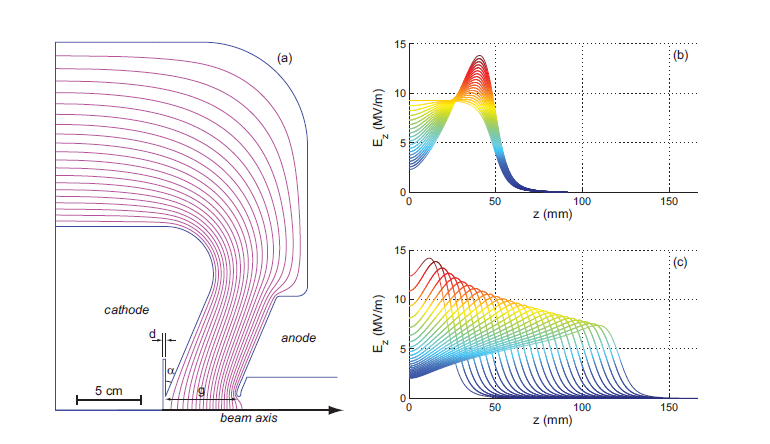 (a)
cathode
anode
d
α
g
5 cm
beam axis
(b)
15
10
5
0
E_z (MV/m)
0
50
100
150
z (mm)
(c)
15
10
5
0
E_z (MV/m)
0
50
100
150
z (mm)